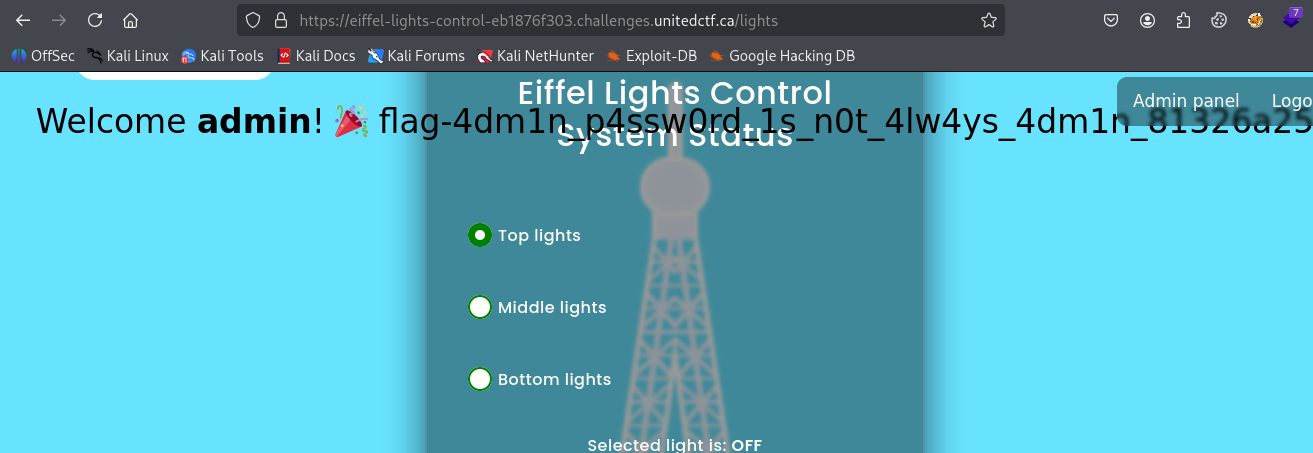 https://eiffel-lights-control-eb1876f303.challenges.unitedctf.ca/lights
7
OffSec Kali Linux Kali Tools Kali Docs Kali Forums Kali NetHunter Exploit-DB Google Hacking DB
Eiffel Lights Control
System Status
Admin panel Logo
Welcome admin! 🎉 flag-4dm1n_p4ssw0rd_1s_n0t_4lw4ys_4dm1n_81326a25
Top lights
Middle lights
Bottom lights
Selected light is: OFF